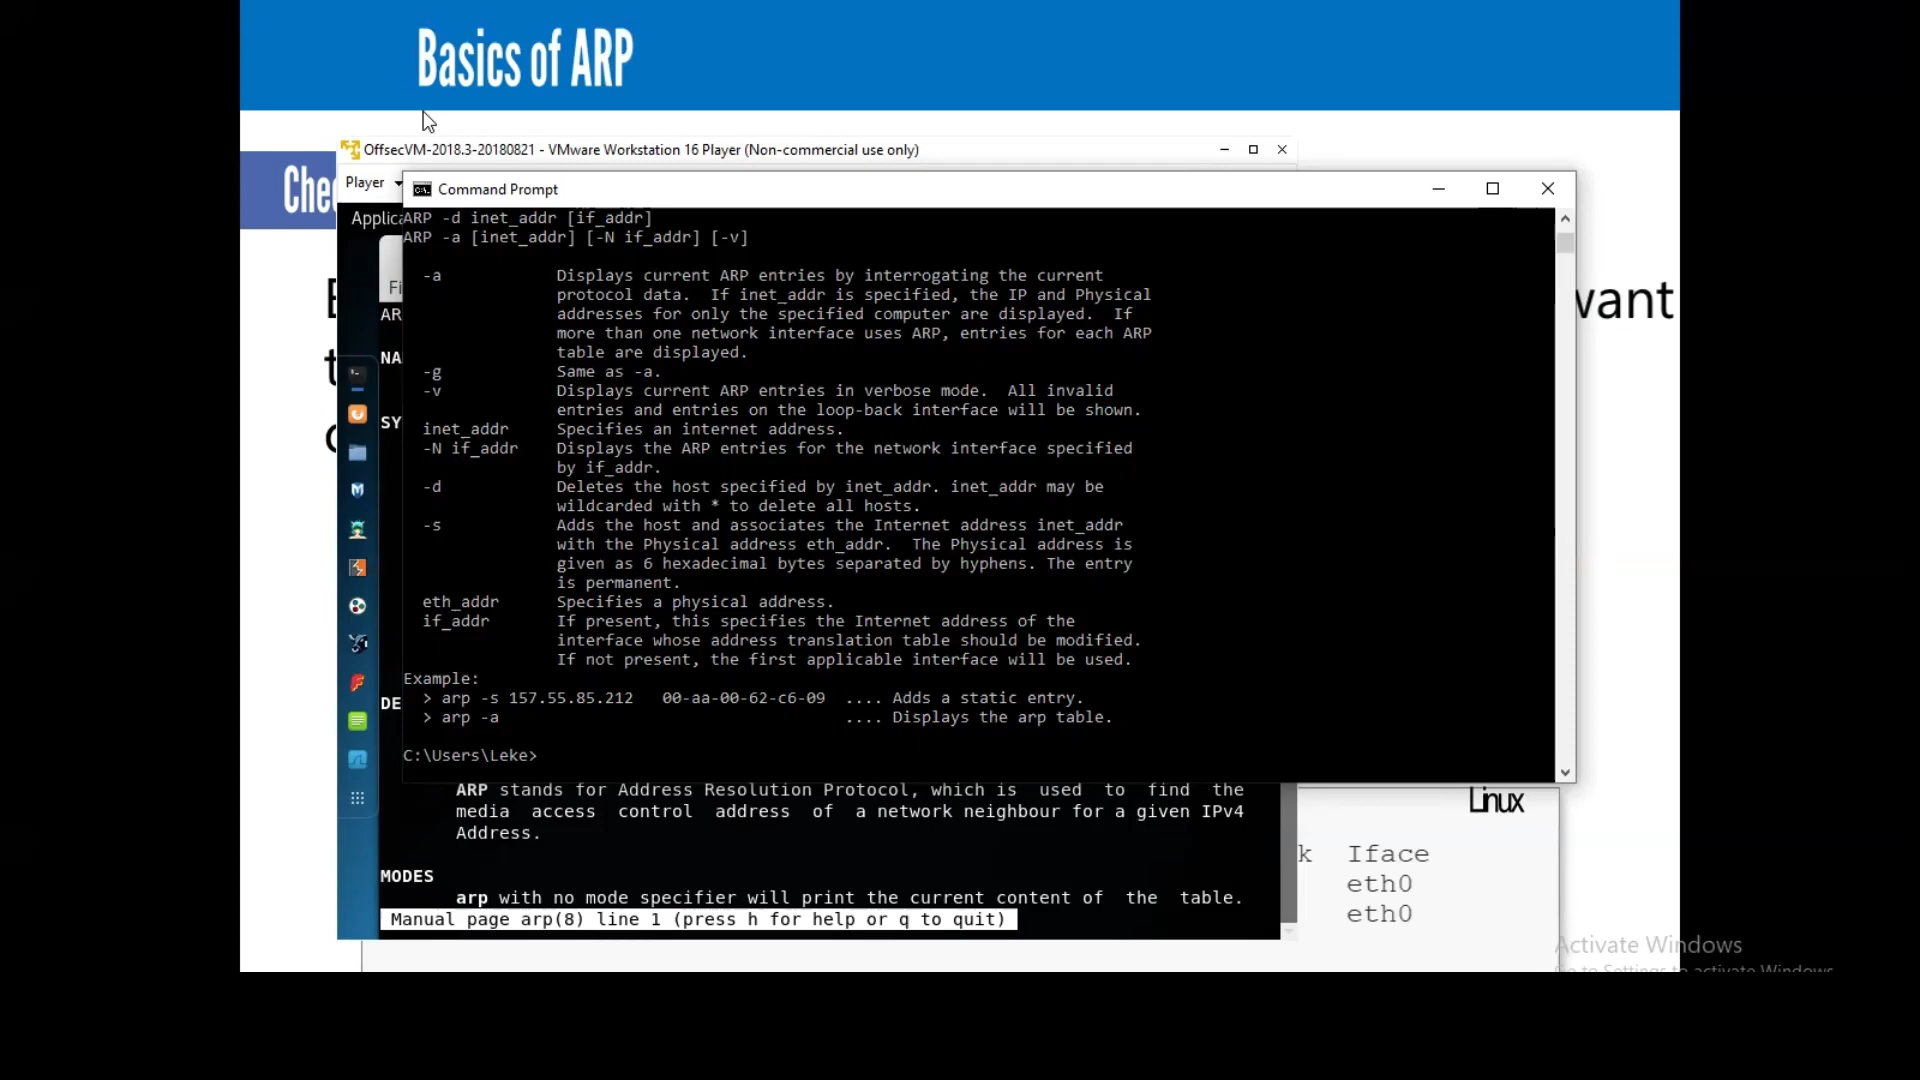 Basics of ARP
OffsecVM-2018.3-20180821 - VMware Workstation 16 Player (Non-commercial use only)
Player
Command Prompt
ARP -d inet_addr [if_addr]
ARP -a [inet_addr] [-N if_addr] [-v]
-a Displays current ARP entries by interrogating the current
protocol data. If inet_addr is specified, the IP and Physical
addresses for only the specified computer are displayed. If
more than one network interface uses ARP, entries for each ARP
table are displayed.
-g Same as -a.
-v Displays current ARP entries in verbose mode. All invalid
entries and entries on the loop-back interface will be shown.
inet_addr Specifies an internet address.
-N if_addr Displays the ARP entries for the network interface specified
by if_addr.
-d Deletes the host specified by inet_addr. inet_addr may be
wildcarded with * to delete all hosts.
-s Adds the host and associates the Internet address inet_addr
with the Physical address eth_addr. The Physical address is
given as 6 hexadecimal bytes separated by hyphens. The entry
is permanent.
eth_addr Specifies a physical address.
if_addr If present, this specifies the Internet address of the
interface whose address translation table should be modified.
If not present, the first applicable interface will be used.
Example:
> arp -s 157.55.85.212 00-aa-00-62-c6-09 .... Adds a static entry.
> arp -a .... Displays the arp table.
C:\Users\Leke>
want
ARP stands for Address Resolution Protocol, which is used to find the
media access control address of a network neighbour for a given IPv4
Address.
MODES
arp with no mode specifier will print the current content of the table.
Manual page arp(8) line 1 (press h for help or q to quit)
Linux
k Iface
eth0
eth0
Activate Windows
Go to Settings to activate Windows.